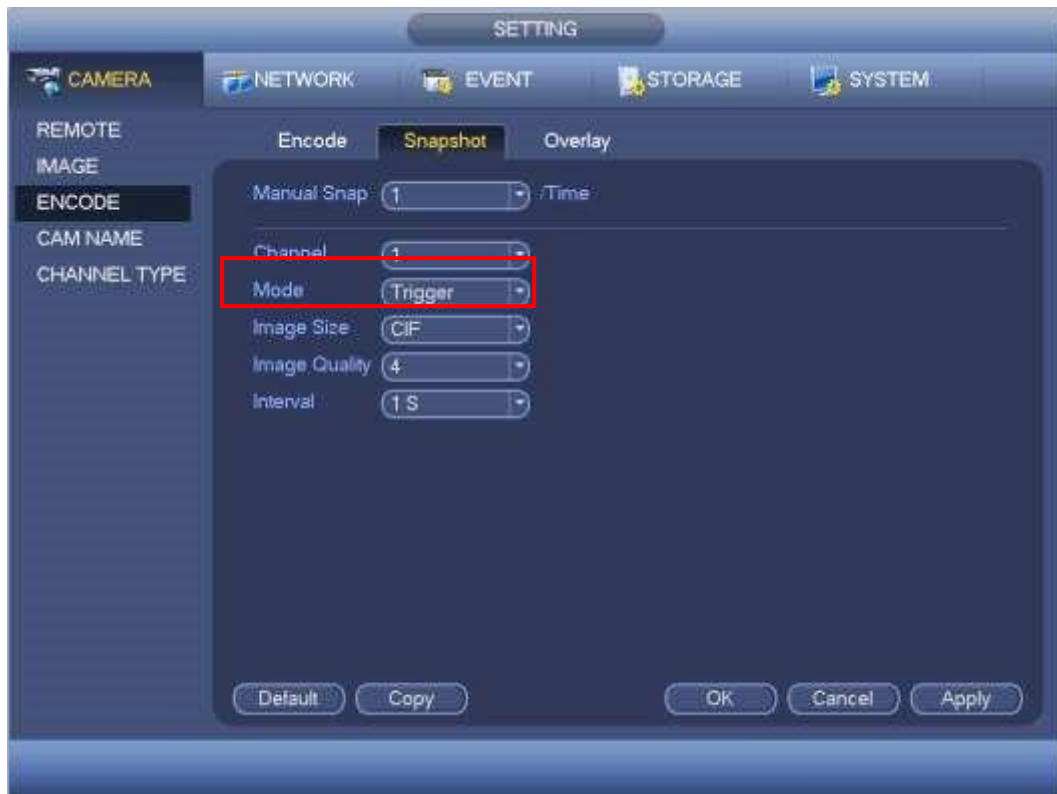 SETTING
CAMERA NETWORK EVENT STORAGE SYSTEM
REMOTE
IMAGE
ENCODE
CAM NAME
CHANNEL TYPE
Encode Snapshot Overlay
Manual Snap 1 /Time
Channel 1
Mode Trigger
Image Size CIF
Image Quality 4
Interval 1 S
Default Copy OK Cancel Apply